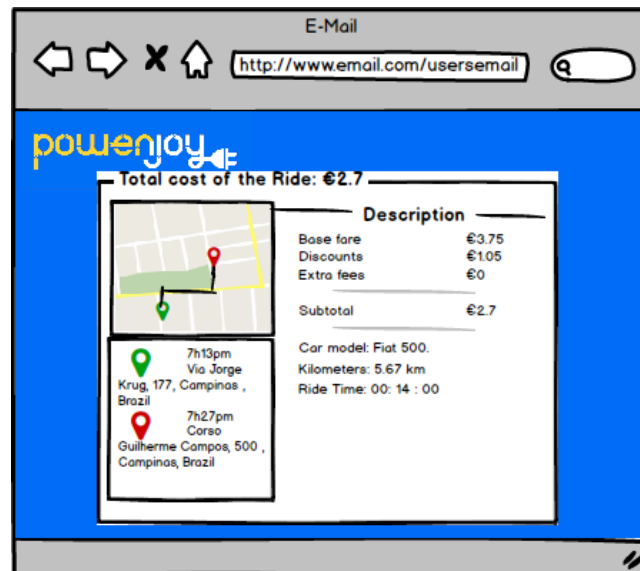 E-Mail
http://www.email.com/usersemail
powenjoy
Total cost of the Ride: €2.7
Description
Base fare €3.75
Discounts €1.05
Extra fees €0
Subtotal €2.7
Car model: Fiat 500.
Kilometers: 5.67 km
Ride Time: 00: 14 : 00
7h13pm
Via Jorge
Krug, 177, Campinas ,
Brazil
7h27pm
Corso
Guilherme Campos, 500 ,
Campinas, Brazil